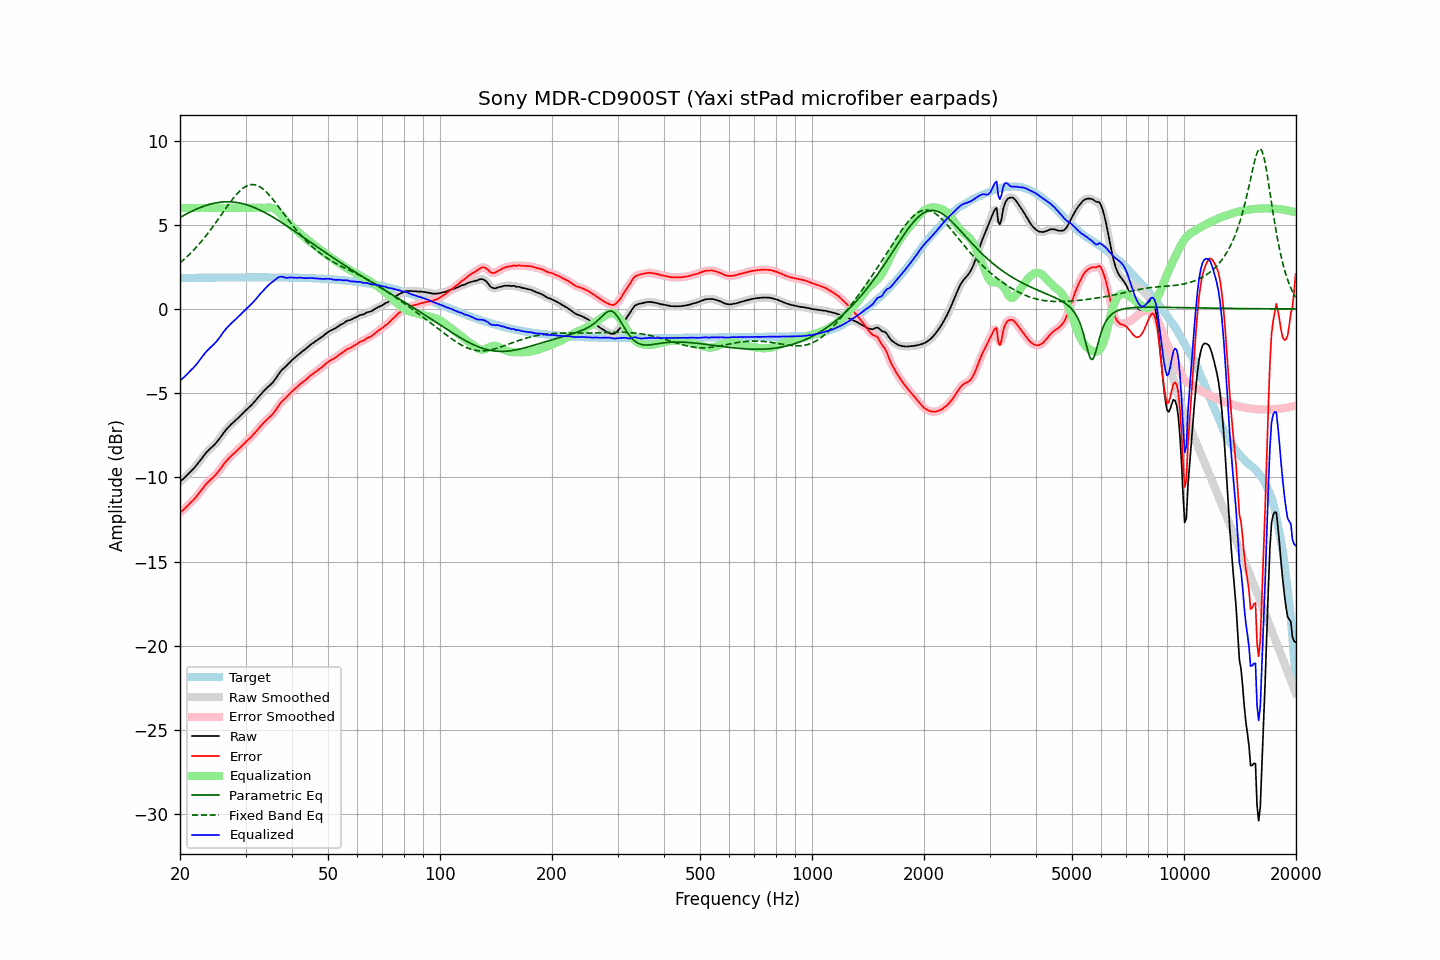 Sony MDR-CD900ST (Yaxi stPad microfiber earpads)
10
5
0
−5
−10
−15
−20
−25
−30
Amplitude (dBr)
Target
Raw Smoothed
Error Smoothed
Raw
Error
Equalization
Parametric Eq
Fixed Band Eq
Equalized
20 50 100 200 500 1000 2000 5000 10000 20000
Frequency (Hz)